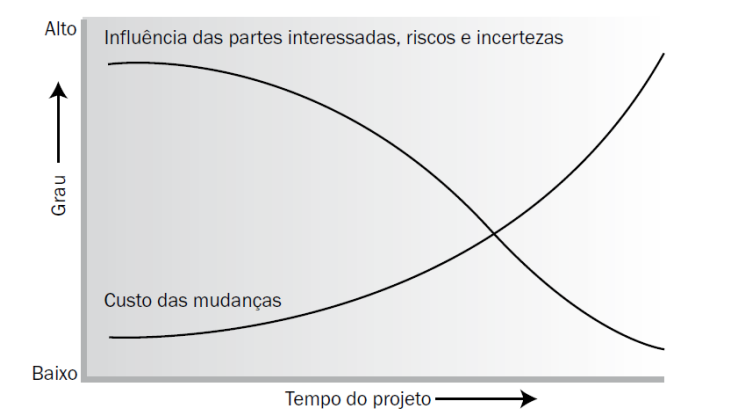 Alto
Influência das partes interessadas, riscos e incertezas
Grau
Custo das mudanças
Baixo
Tempo do projeto